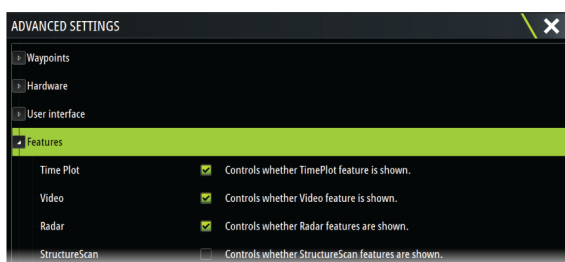 ADVANCED SETTINGS
Waypoints
Hardware
User interface
Features
Time Plot Controls whether TimePlot feature is shown.
Video Controls whether Video feature is shown.
Radar Controls whether Radar features are shown.
StructureScan Controls whether StructureScan features are shown.